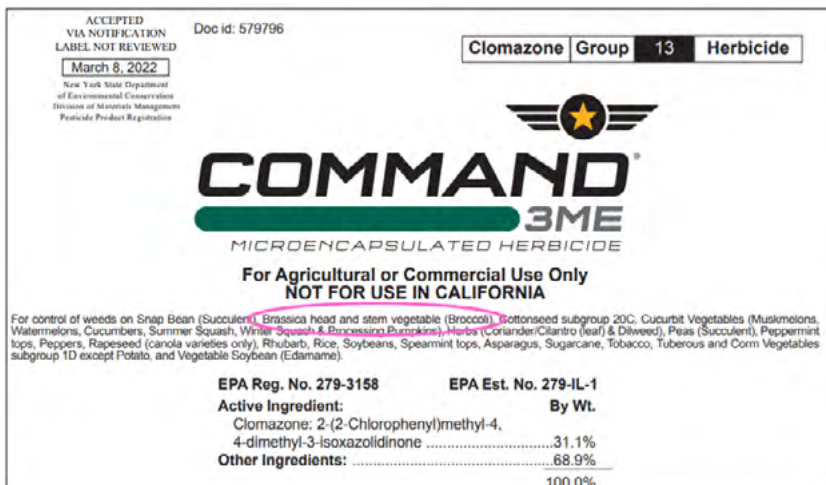 ACCEPTED
VIA NOTIFICATION
LABEL NOT REVIEWED
March 8, 2022
New York State Department
of Environmental Conservation
Division of Materials Management
Pesticide Product Registration
Doc id: 579796
Clomazone Group 13 Herbicide
COMMAND®
3ME
MICROENCAPSULATED HERBICIDE
For Agricultural or Commercial Use Only
NOT FOR USE IN CALIFORNIA
For control of weeds on Snap Bean (Succulent), Brassica head and stem vegetable (Broccoli), Cottonseed subgroup 20C, Cucurbit Vegetables (Muskmelons,
Watermelons, Cucumbers, Summer Squash, Winter Squash & Processing Pumpkins), Herbs (Coriander/Cilantro (leaf) & Dillweed), Peas (Succulent), Peppermint
tops, Peppers, Rapeseed (canola varieties only), Rhubarb, Rice, Soybeans, Spearmint tops, Asparagus, Sugarcane, Tobacco, Tuberous and Corm Vegetables
subgroup 1D except Potato, and Vegetable Soybean (Edamame).
EPA Reg. No. 279-3158 EPA Est. No. 279-IL-1
Active Ingredient: By Wt.
Clomazone: 2-(2-Chlorophenyl)methyl-4,
4-dimethyl-3-isoxazolidinone ..............................31.1%
Other Ingredients: ..............................................68.9%
100.0%